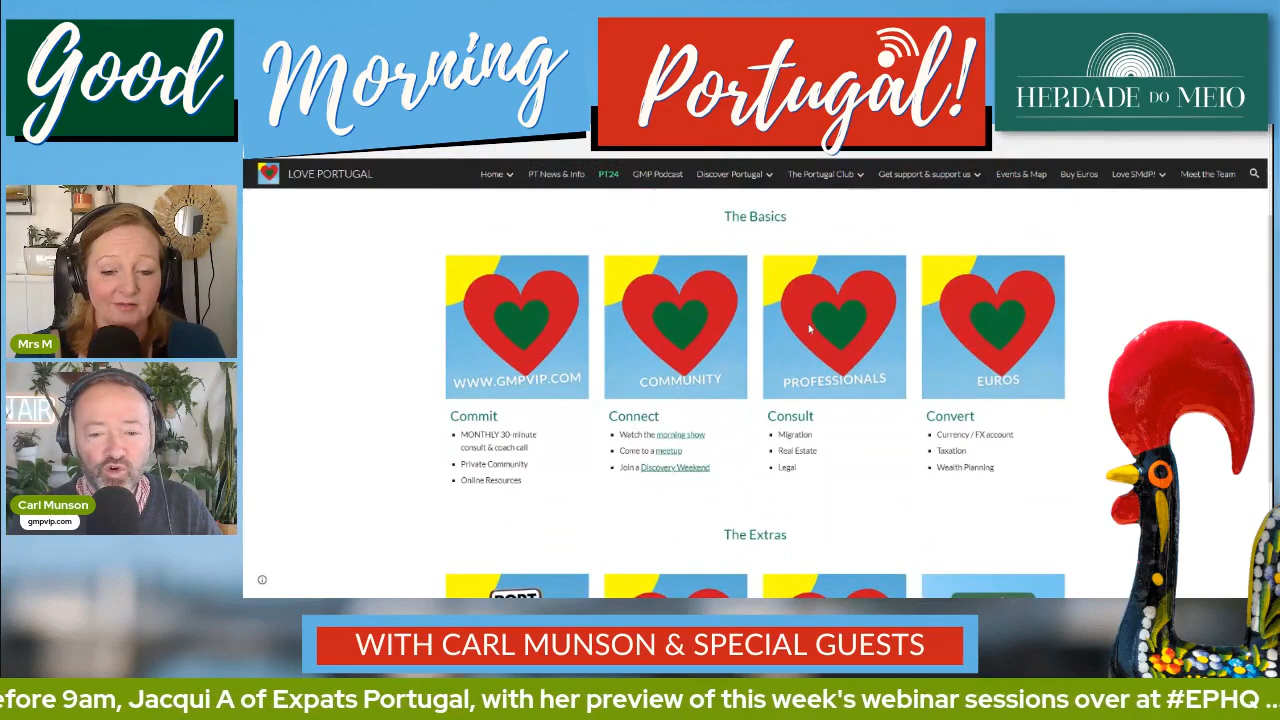 Good
Morning
Portugal!
HERDADE DO MEIO
LOVE PORTUGAL
Home
PT News & Info
PT24
GMP Podcast
Discover Portugal
The Portugal Club
Get support & support us
Events & Map
Buy Euros
Love SMdP!
Meet the Team
The Basics
WWW.GMPVIP.COM
COMMUNITY
PROFESSIONALS
EUROS
Commit
▪ MONTHLY 30-minute
consult & coach call
▪ Private Community
▪ Online Resources
Connect
▪ Watch the morning show
▪ Come to a meetup
▪ Join a Discovery Weekend
Consult
▪ Migration
▪ Real Estate
▪ Legal
Convert
▪ Currency / FX account
▪ Taxation
▪ Wealth Planning
The Extras
Mrs M
AIR
Carl Munson
gmpvip.com
WITH CARL MUNSON & SPECIAL GUESTS
efore 9am, Jacqui A of Expats Portugal, with her preview of this week's webinar sessions over at #EPHQ ...